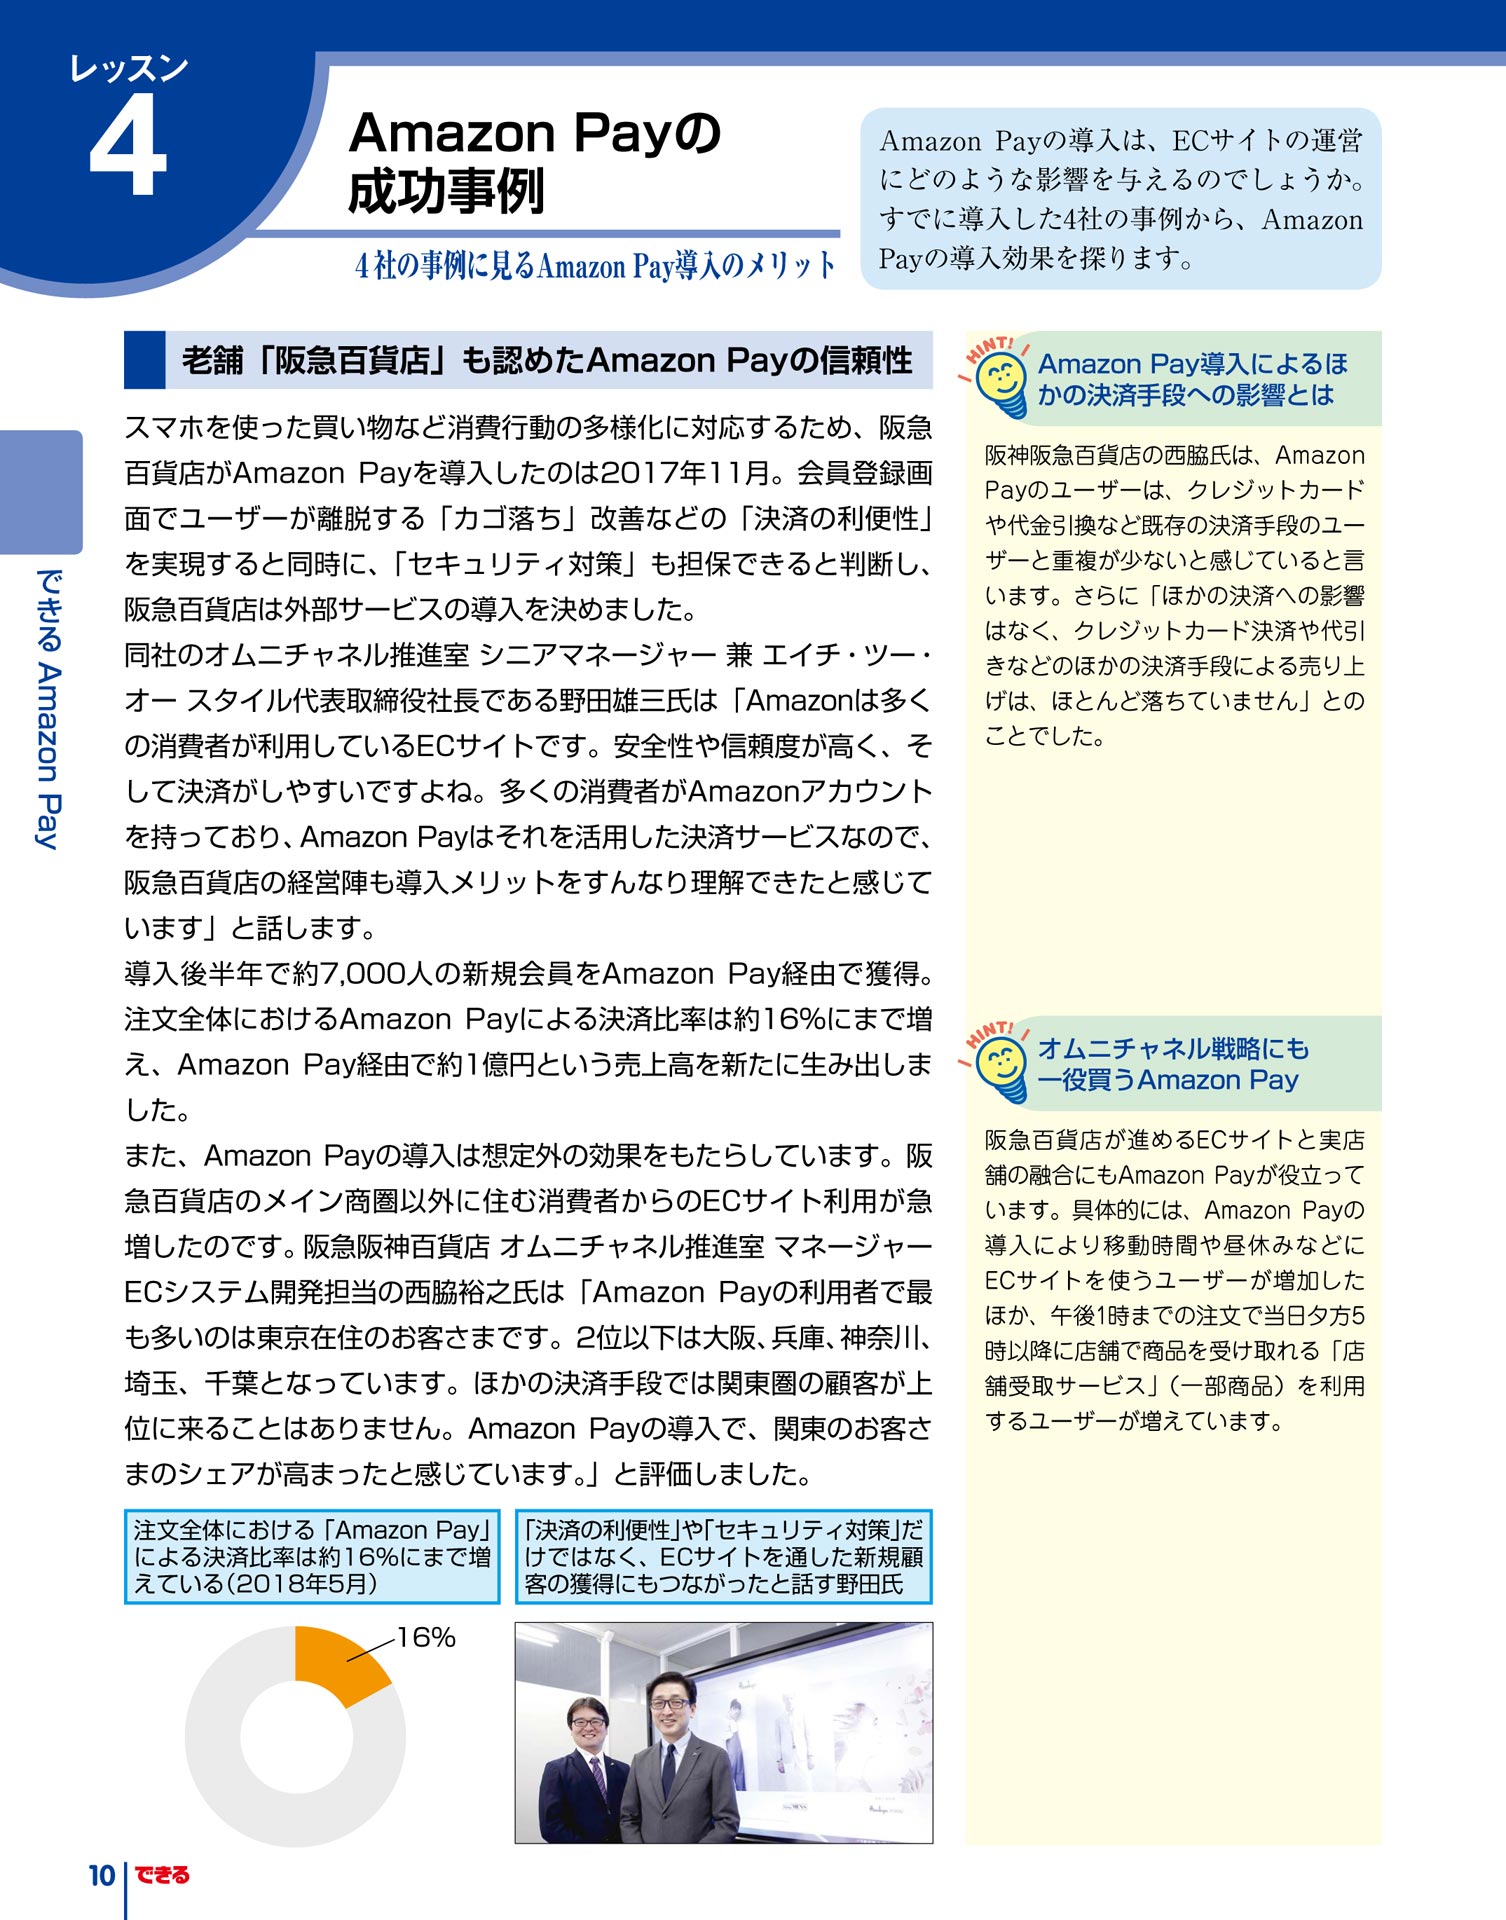 レッスン
4
Amazon Payの
成功事例
4社の事例に見るAmazon Pay導入のメリット
Amazon Payの導入は、ECサイトの運営
にどのような影響を与えるのでしょうか。
すでに導入した4社の事例から、Amazon
Payの導入効果を探ります。
できる Amazon Pay
老舗「阪急百貨店」も認めたAmazon Payの信頼性
スマホを使った買い物など消費行動の多様化に対応するため、阪急
百貨店がAmazon Payを導入したのは2017年11月。会員登録画
面でユーザーが離脱する「カゴ落ち」改善などの「決済の利便性」
を実現すると同時に、「セキュリティ対策」も担保できると判断し、
阪急百貨店は外部サービスの導入を決めました。
同社のオムニチャネル推進室 シニアマネージャー 兼 エイチ・ツー・
オー スタイル代表取締役社長である野田雄三氏は「Amazonは多く
の消費者が利用しているECサイトです。安全性や信頼度が高く、そ
して決済がしやすいですよね。多くの消費者がAmazonアカウント
を持っており、Amazon Payはそれを活用した決済サービスなので、
阪急百貨店の経営陣も導入メリットをすんなり理解できたと感じて
います」と話します。
導入後半年で約7,000人の新規会員をAmazon Pay経由で獲得。
注文全体におけるAmazon Payによる決済比率は約16%にまで増
え、Amazon Pay経由で約1億円という売上高を新たに生み出しま
した。
また、Amazon Payの導入は想定外の効果をもたらしています。阪
急百貨店のメイン商圏以外に住む消費者からのECサイト利用が急
増したのです。阪急阪神百貨店 オムニチャネル推進室 マネージャー
ECシステム開発担当の西脇裕之氏は「Amazon Payの利用者で最
も多いのは東京在住のお客さまです。2位以下は大阪、兵庫、神奈川、
埼玉、千葉となっています。ほかの決済手段では関東圏の顧客が上
位に来ることはありません。Amazon Payの導入で、関東のお客さ
まのシェアが高まったと感じています。」と評価しました。
注文全体における「Amazon Pay」
による決済比率は約16%にまで増
えている(2018年5月)
16%
「決済の利便性」や「セキュリティ対策」だ
けではなく、ECサイトを通した新規顧
客の獲得にもつながったと話す野田氏
HINT!
Amazon Pay導入によるほ
かの決済手段への影響とは
阪神阪急百貨店の西脇氏は、Amazon
Payのユーザーは、クレジットカード
や代金引換など既存の決済手段のユー
ザーと重複が少ないと感じていると言
います。さらに「ほかの決済への影響
はなく、クレジットカード決済や代引
きなどのほかの決済手段による売り上
げは、ほとんど落ちていません」との
ことでした。
HINT!
オムニチャネル戦略にも
一役買うAmazon Pay
阪急百貨店が進めるECサイトと実店
舗の融合にもAmazon Payが役立って
います。具体的には、Amazon Payの
導入により移動時間や昼休みなどに
ECサイトを使うユーザーが増加した
ほか、午後1時までの注文で当日夕方5
時以降に店舗で商品を受け取れる「店
舗受取サービス」(一部商品)を利用
するユーザーが増えています。
10
できる